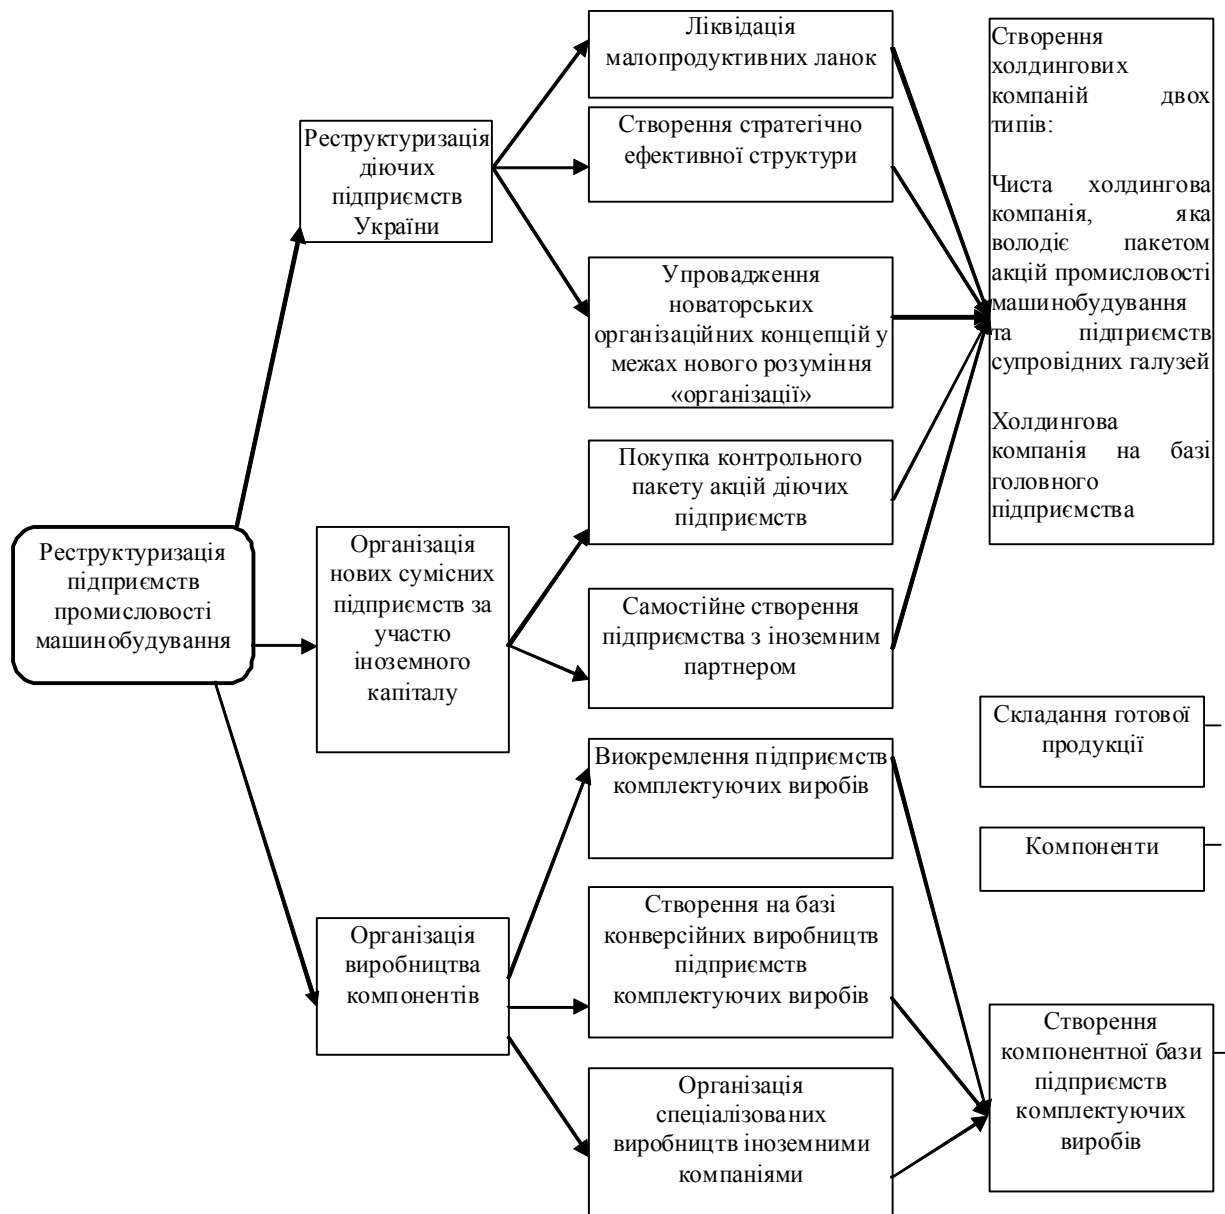 Реструктуризація
підприємств
промисловості
машинобудування
Реструктуризація
діючих
підприємств
України
Організація
нових сумісних
підприємств за
участю
іноземного
капіталу
Організація
виробництва
компонентів
Ліквідація
малопродуктивних ланок
Створення стратегічно
ефективної структури
Упровадження
новаторських
організаційних концепцій у
межах нового розуміння
«організації»
Покупка контрольного
пакету акцій діючих
підприємств
Самостійне створення
підприємства з іноземним
партнером
Виокремлення підприємств
комплектуючих виробів
Створення на базі
конверсійних виробництв
підприємств
комплектуючих виробів
Організація
спеціалізованих
виробництв іноземними
компаніями
Створення
холдингових
компаній двох
типів:
Чиста холдингова
компанія, яка
володіє пакетом
акцій промисловості
машинобудування
та підприємств
супровідних галузей
Холдингова
компанія на базі
головного
підприємства
Складання готової
продукції
Компоненти
Створення
компонентної бази
підприємств
комплектуючих
виробів